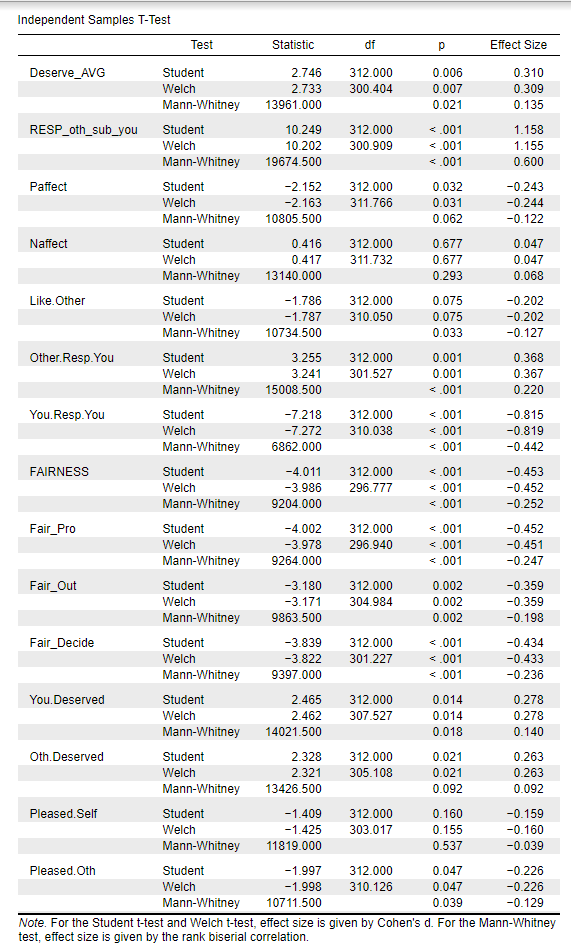 Independent Samples T-Test
Test Statistic df p Effect Size
Deserve_AVG Student 2.746 312.000 0.006 0.310
Welch 2.733 300.404 0.007 0.309
Mann-Whitney 13961.000 0.021 0.135
RESP_oth_sub_you Student 10.249 312.000 < .001 1.158
Welch 10.202 300.909 < .001 1.155
Mann-Whitney 19674.500 < .001 0.600
Paffect Student −2.152 312.000 0.032 −0.243
Welch −2.163 311.766 0.031 −0.244
Mann-Whitney 10805.500 0.062 −0.122
Naffect Student 0.416 312.000 0.677 0.047
Welch 0.417 311.732 0.677 0.047
Mann-Whitney 13140.000 0.293 0.068
Like.Other Student −1.786 312.000 0.075 −0.202
Welch −1.787 310.050 0.075 −0.202
Mann-Whitney 10734.500 0.033 −0.127
Other.Resp.You Student 3.255 312.000 0.001 0.368
Welch 3.241 301.527 0.001 0.367
Mann-Whitney 15008.500 < .001 0.220
You.Resp.You Student −7.218 312.000 < .001 −0.815
Welch −7.272 310.038 < .001 −0.819
Mann-Whitney 6862.000 < .001 −0.442
FAIRNESS Student −4.011 312.000 < .001 −0.453
Welch −3.986 296.777 < .001 −0.452
Mann-Whitney 9204.000 < .001 −0.252
Fair_Pro Student −4.002 312.000 < .001 −0.452
Welch −3.978 296.940 < .001 −0.451
Mann-Whitney 9264.000 < .001 −0.247
Fair_Out Student −3.180 312.000 0.002 −0.359
Welch −3.171 304.984 0.002 −0.359
Mann-Whitney 9863.500 0.002 −0.198
Fair_Decide Student −3.839 312.000 < .001 −0.434
Welch −3.822 301.227 < .001 −0.433
Mann-Whitney 9397.000 < .001 −0.236
You.Deserved Student 2.465 312.000 0.014 0.278
Welch 2.462 307.527 0.014 0.278
Mann-Whitney 14021.500 0.018 0.140
Oth.Deserved Student 2.328 312.000 0.021 0.263
Welch 2.321 305.108 0.021 0.263
Mann-Whitney 13426.500 0.092 0.092
Pleased.Self Student −1.409 312.000 0.160 −0.159
Welch −1.425 303.017 0.155 −0.160
Mann-Whitney 11819.000 0.537 −0.039
Pleased.Oth Student −1.997 312.000 0.047 −0.226
Welch −1.998 310.126 0.047 −0.226
Mann-Whitney 10711.500 0.039 −0.129
Note. For the Student t-test and Welch t-test, effect size is given by Cohen's d. For the Mann-Whitney
test, effect size is given by the rank biserial correlation.